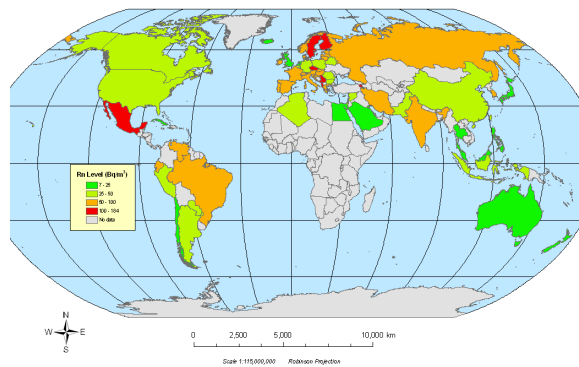 Rn Level (Bq/m³)
7 - 25
25 - 50
50 - 100
100 - 184
No data
N
W E
S
0 2,500 5,000 10,000 km
Scale 1:115,000,000 Robinson Projection